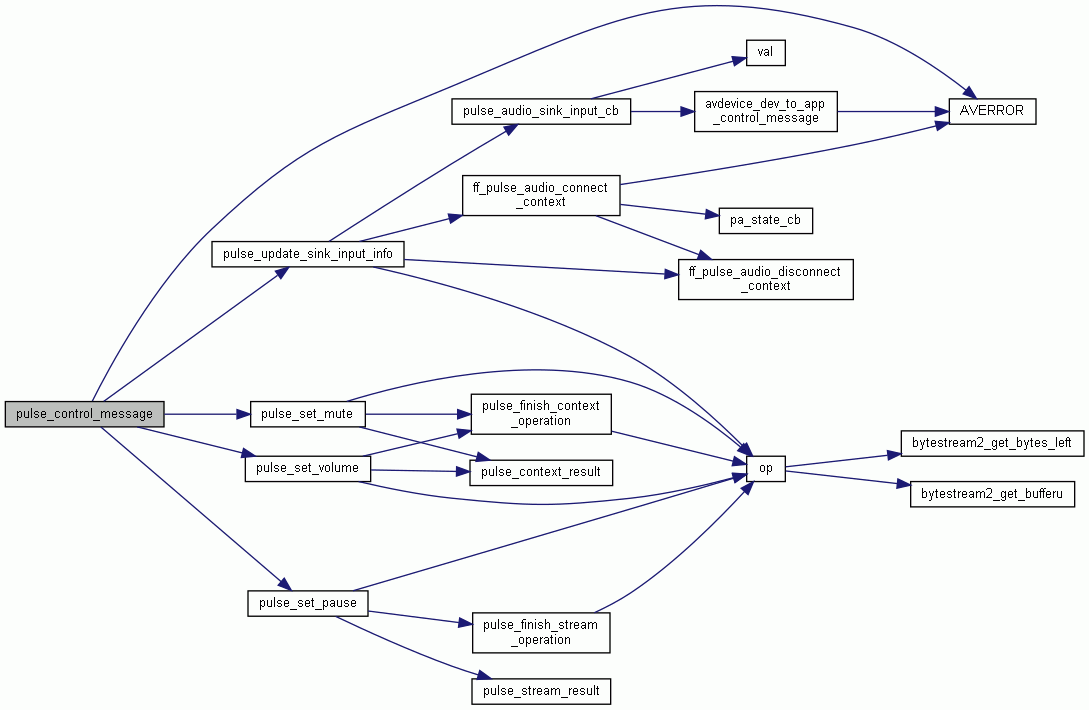 val
pulse_audio_sink_input_cb
avdevice_dev_to_app
_control_message
AVERROR
ff_pulse_audio_connect
_context
pa_state_cb
pulse_update_sink_input_info
ff_pulse_audio_disconnect
_context
pulse_control_message
pulse_set_mute
pulse_finish_context
_operation
bytestream2_get_bytes_left
pulse_set_volume
pulse_context_result
op
bytestream2_get_bufferu
pulse_set_pause
pulse_finish_stream
_operation
pulse_stream_result